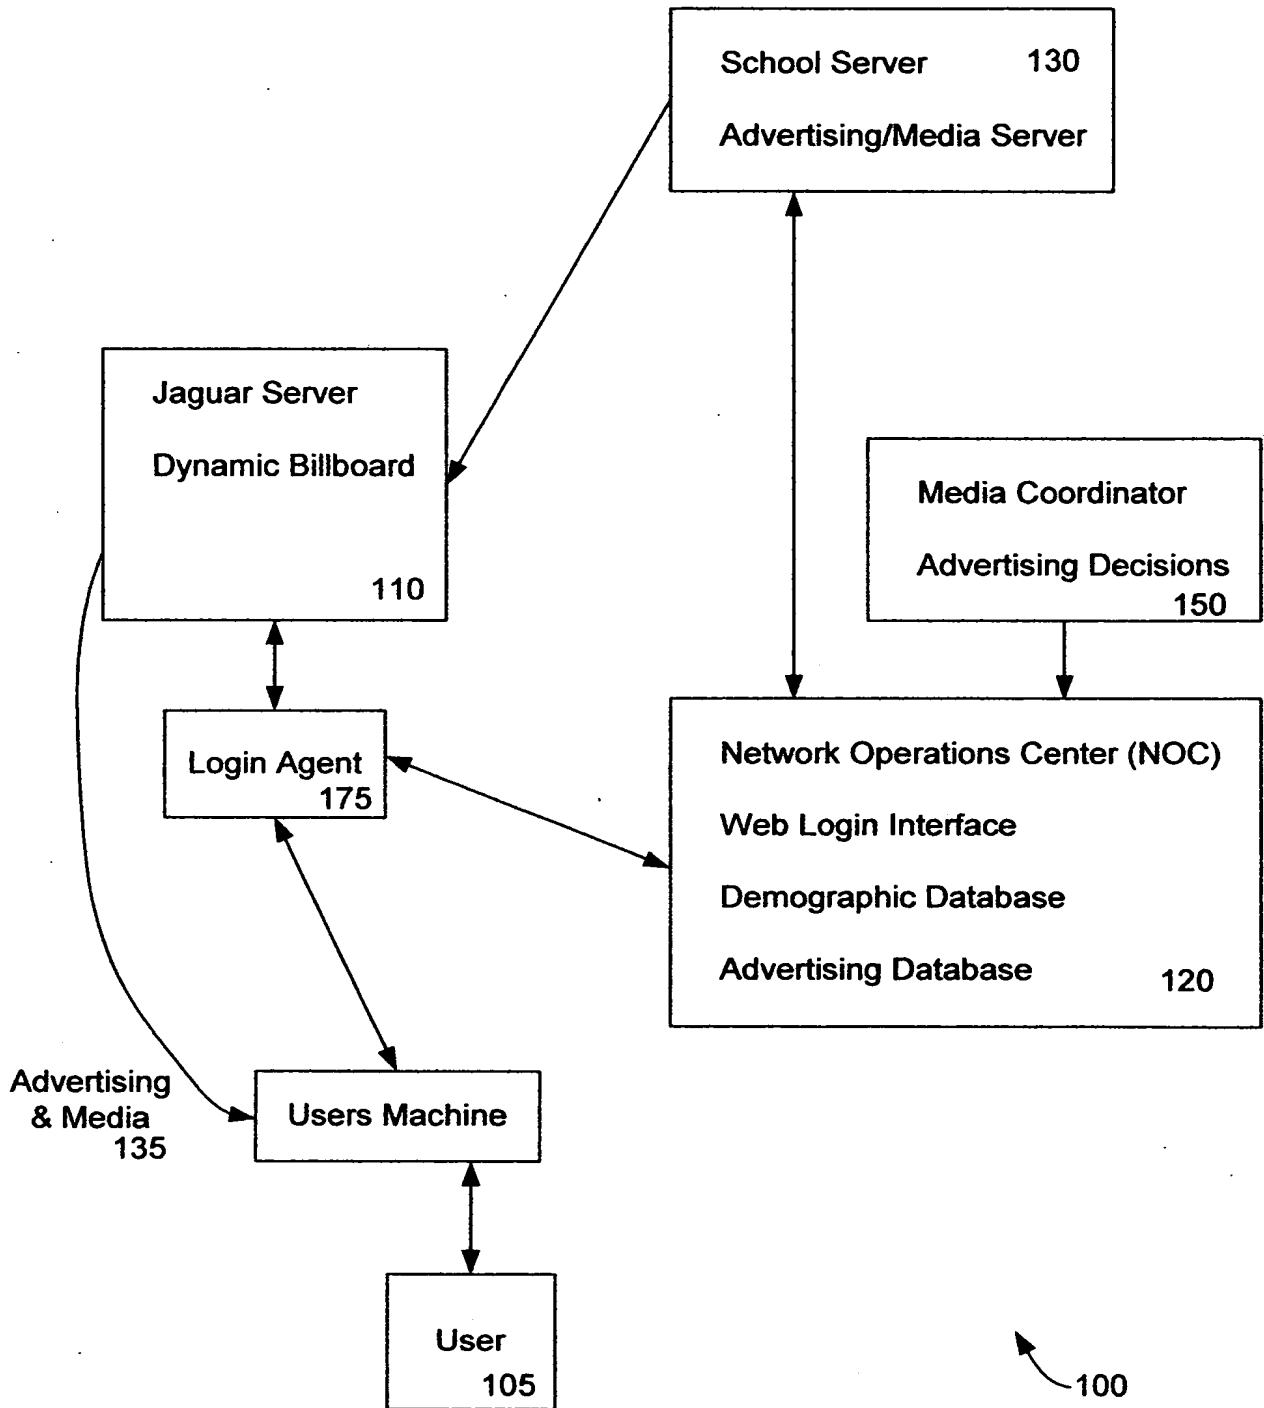 School Server 130
Advertising/Media Server
Jaguar Server
Dynamic Billboard
110
Media Coordinator
Advertising Decisions
150
Login Agent
175
Network Operations Center (NOC)
Web Login Interface
Demographic Database
Advertising Database 120
Advertising
& Media
135
Users Machine
User
105
100